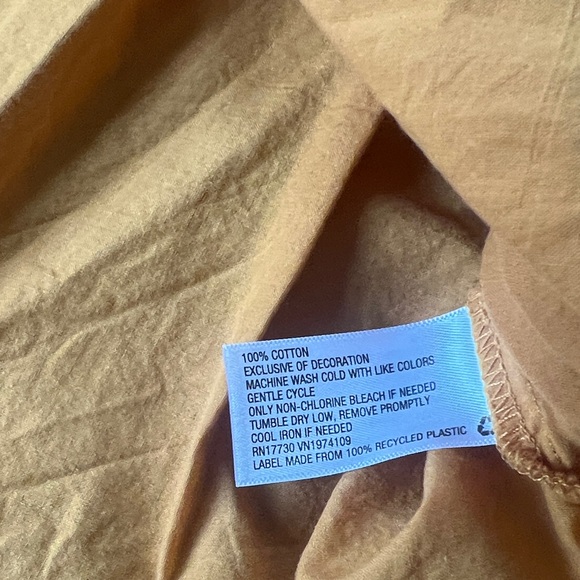 100% COTTON
EXCLUSIVE OF DECORATION
MACHINE WASH COLD WITH LIKE COLORS
GENTLE CYCLE
ONLY NON-CHLORINE BLEACH IF NEEDED
TUMBLE DRY LOW, REMOVE PROMPTLY
COOL IRON IF NEEDED
RN17730 VN1974109
LABEL MADE FROM 100% RECYCLED PLASTIC